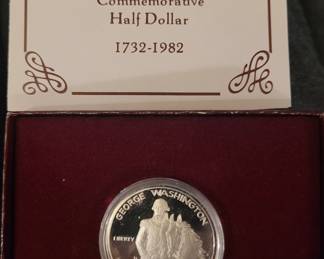 Commemorative
Half Dollar
1732-1982
GEORGE WASHINGTON
LIBERTY